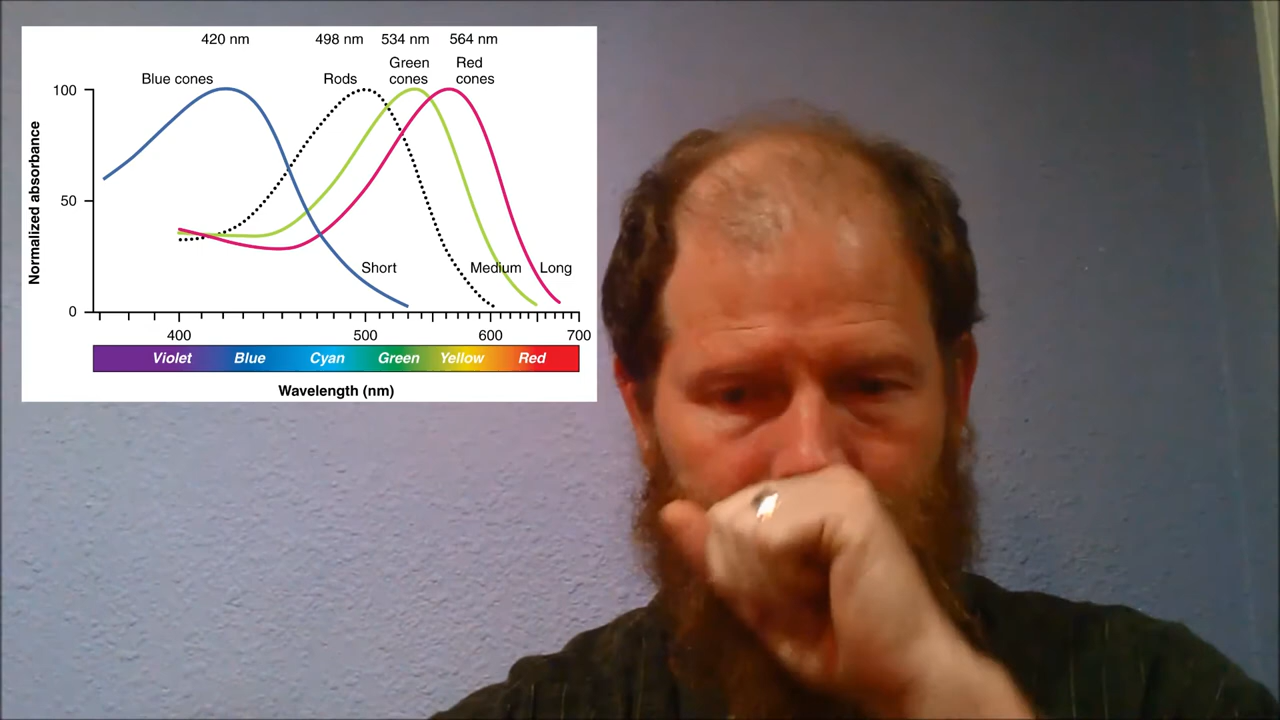 420 nm 498 nm 534 nm 564 nm
Blue cones
Rods
Green
cones
Red
cones
100
50
0
Normalized absorbance
Short
Medium
Long
400 500 600 700
Violet Blue Cyan Green Yellow Red
Wavelength (nm)